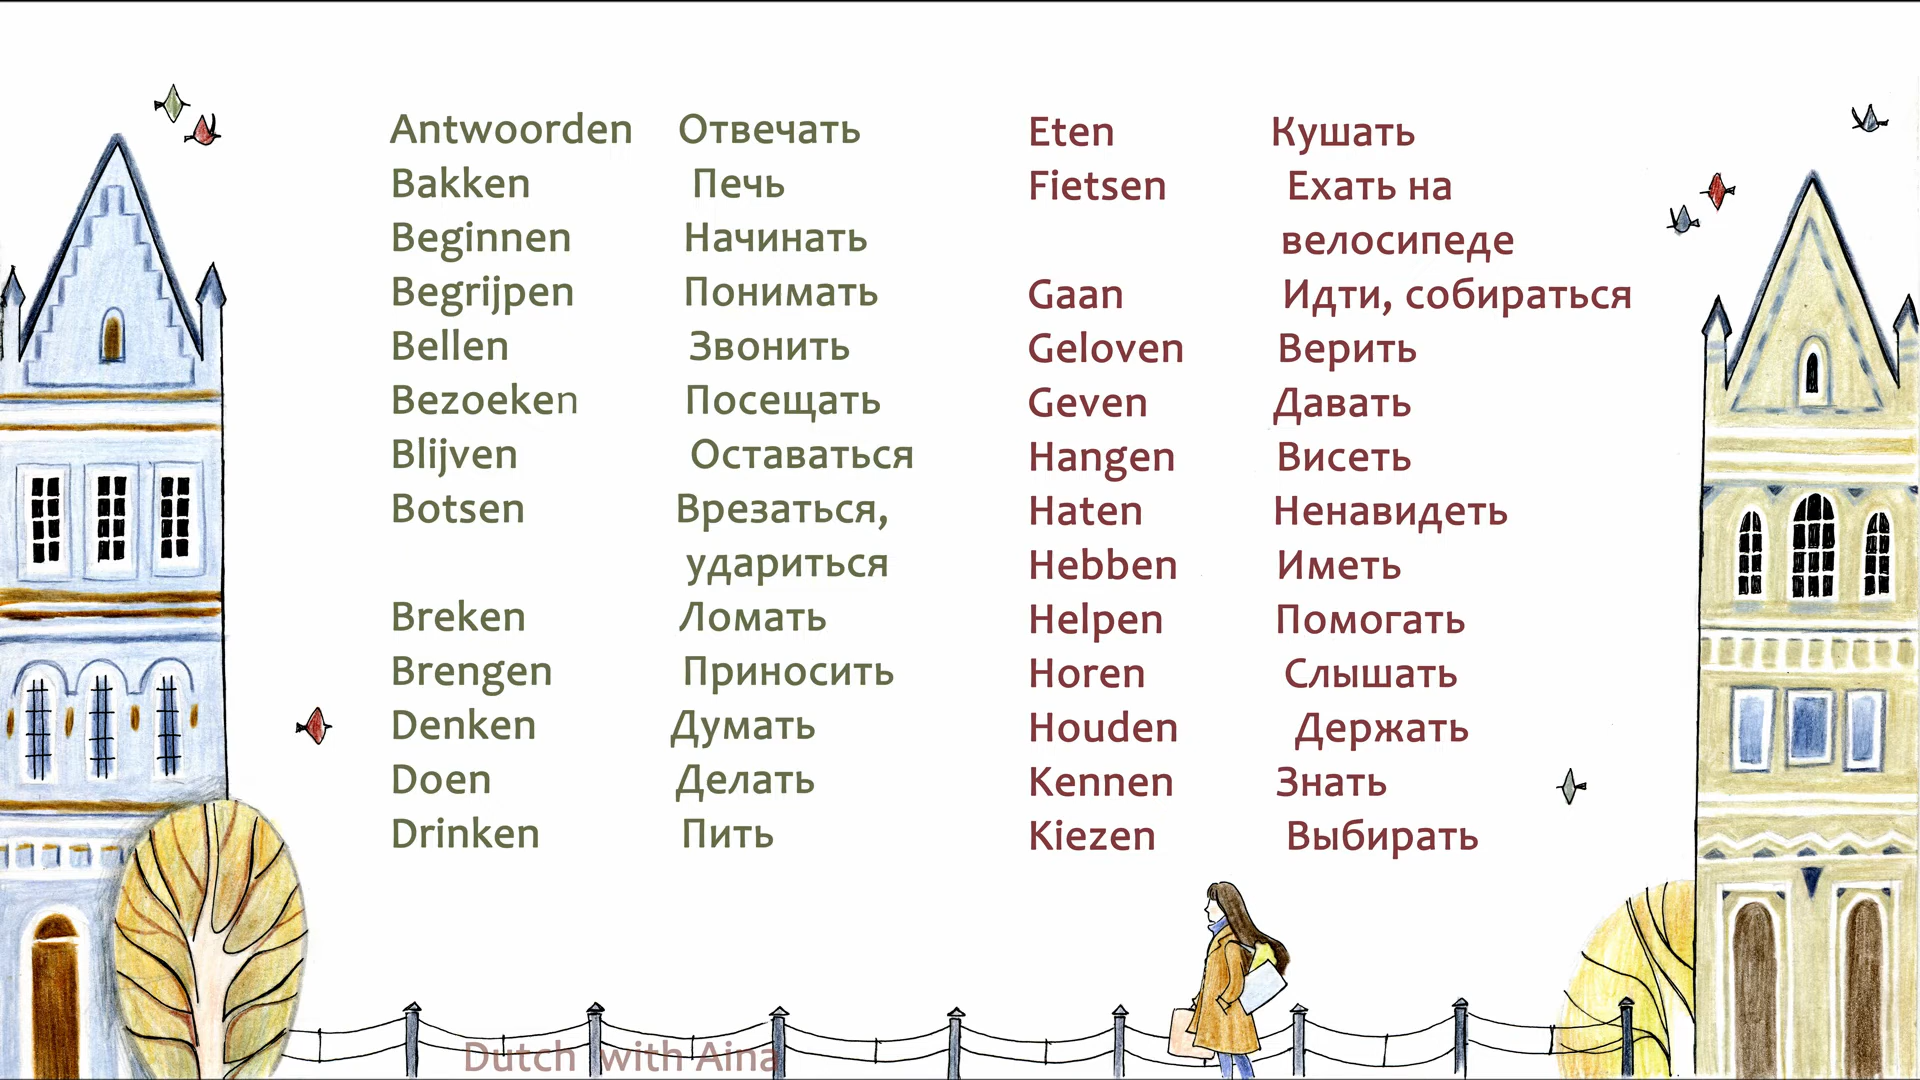 Antwoorden Отвечать
Bakken Печь
Beginnen Начинать
Begrijpen Понимать
Bellen Звонить
Bezoeken Посещать
Blijven Оставаться
Botsen Врезаться,
удариться
Breken Ломать
Brengen Приносить
Denken Думать
Doen Делать
Drinken Пить
Eten Кушать
Fietsen Ехать на
велосипеде
Gaan Идти, собираться
Geloven Верить
Geven Давать
Hangen Висеть
Haten Ненавидеть
Hebben Иметь
Helpen Помогать
Horen Слышать
Houden Держать
Kennen Знать
Kiezen Выбирать
Dutch with Aina